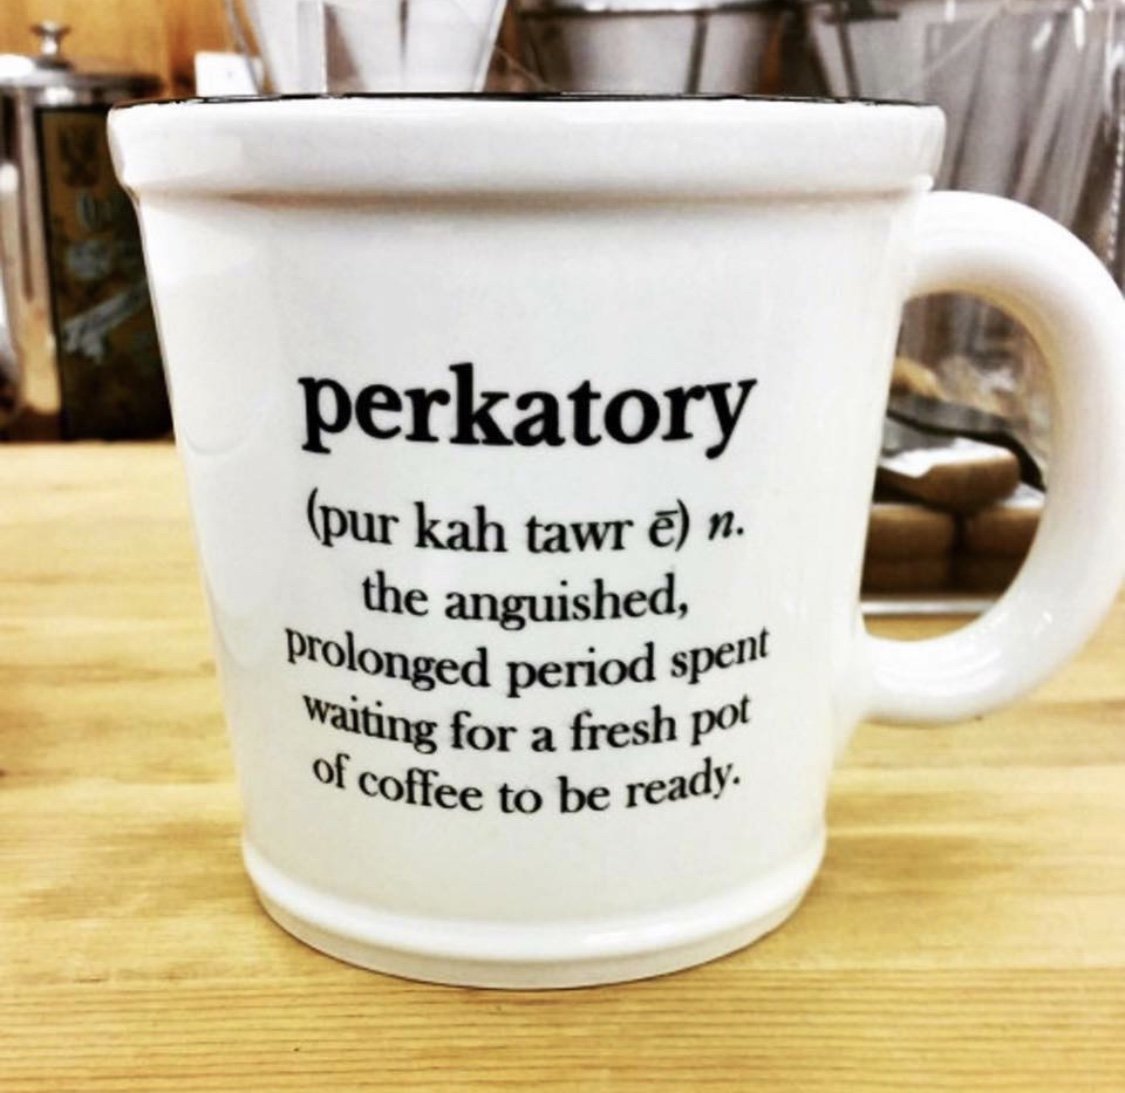 perkatory
(pur kah tawr ē) n.
the anguished,
prolonged period spent
waiting for a fresh pot
of coffee to be ready.